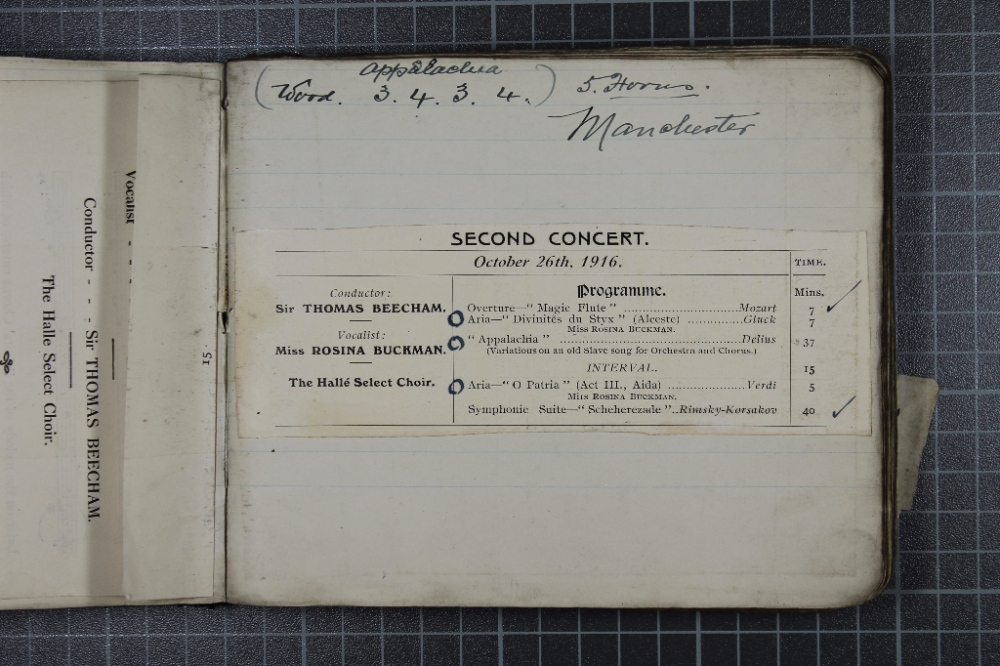 Vocalist - - -
Conductor - - - Sir THOMAS BEECHAM.
The Halle Select Choir.
15
Appalachia
(Wood. 3. 4. 3. 4.) 5. Horns.
Manchester
SECOND CONCERT.
October 26th, 1916.
TIME.
Conductor:
Sir THOMAS BEECHAM.
Vocalist:
Miss ROSINA BUCKMAN.
The Hallé Select Choir.
Programme.
Mins.
Overture—“ Magic Flute ” ........Mozart 7
Aria—“ Divinités du Styx ” (Alceste) ........Gluck 7
Miss ROSINA BUCKMAN.
“ Appalachia ” ........Delius 37
(Variations on an old Slave song for Orchestra and Chorus.)
INTERVAL. 15
Aria—“ O Patria ” (Act III., Aida) ........Verdi 5
Miss ROSINA BUCKMAN.
Symphonic Suite—“ Scheherezade ”..Rimsky-Korsakov 40